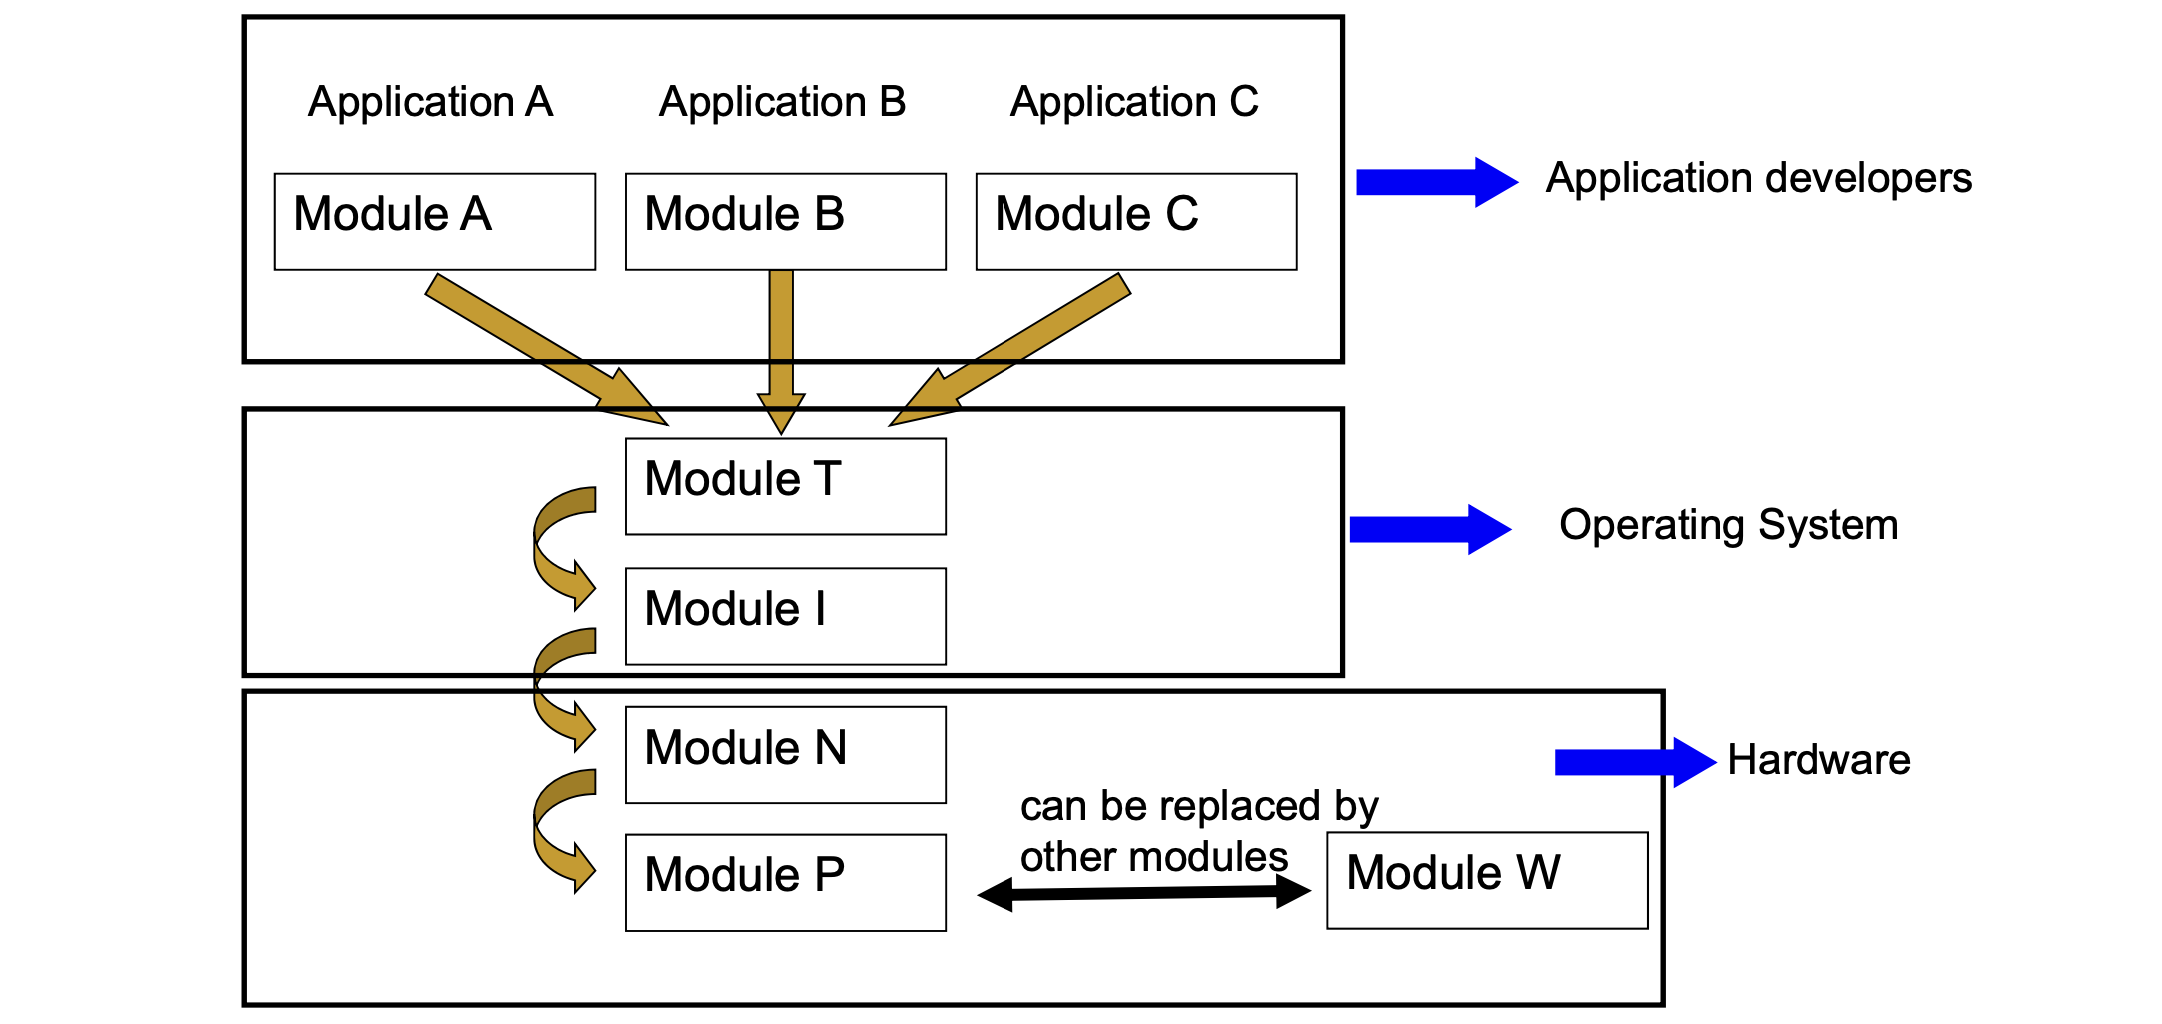 Application A
Application B
Application C
Module A
Module B
Module C
Application developers
Module T
Operating System
Module I
Module N
Hardware
can be replaced by
other modules
Module P
Module W